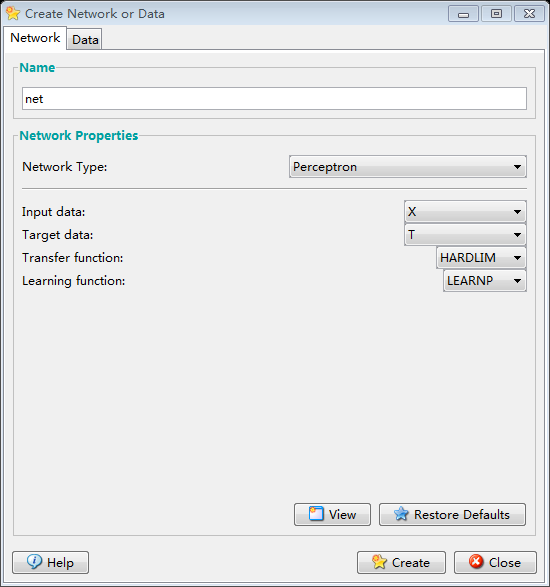 Create Network or Data
Network Data
Name
net
Network Properties
Network Type: Perceptron
Input data: X
Target data: T
Transfer function: HARDLIM
Learning function: LEARNP
View Restore Defaults
Help Create Close